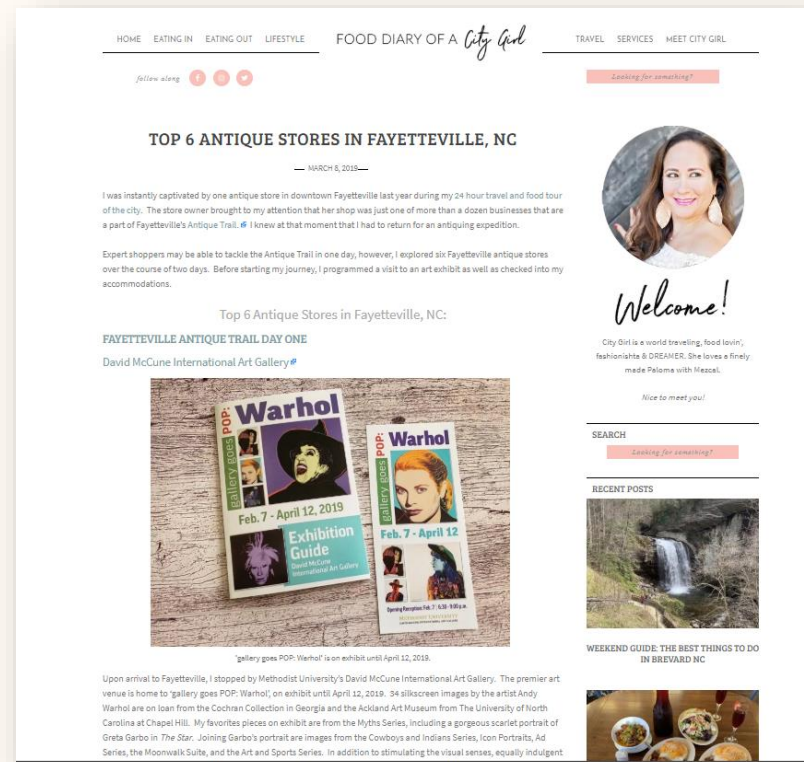 HOME EATING IN EATING OUT LIFESTYLE
FOOD DIARY OF A City Girl
TRAVEL SERVICES MEET CITY GIRL
follow along
Looking for something?
TOP 6 ANTIQUE STORES IN FAYETTEVILLE, NC
— MARCH 8, 2019—
I was instantly captivated by one antique store in downtown Fayetteville last year during my 24 hour travel and food tour
of the city. The store owner brought to my attention that her shop was just one of more than a dozen businesses that are
a part of Fayetteville's Antique Trail. I knew at that moment that I had to return for an antiquing expedition.
Expert shoppers may be able to tackle the Antique Trail in one day, however, I explored six Fayetteville antique stores
over the course of two days. Before starting my journey, I programmed a visit to an art exhibit as well as checked into my
accommodations.
Top 6 Antique Stores in Fayetteville, NC:
FAYETTEVILLE ANTIQUE TRAIL DAY ONE
David McCune International Art Gallery
gallery goes POP:
Warhol
Feb. 7 - April 12, 2019
Exhibition
Guide
David McCune
International Art Gallery
gallery goes POP:
Warhol
Feb. 7 - April 12
Opening Reception: Feb. 7 | 6:30 - 9:00 p.m.
METHODIST UNIVERSITY
"gallery goes POP: Warhol" is on exhibit until April 12, 2019.
Upon arrival to Fayetteville, I stopped by Methodist University's David McCune International Art Gallery. The premier art
venue is home to 'gallery goes POP: Warhol', on exhibit until April 12, 2019. 34 silkscreen images by the artist Andy
Warhol are on loan from the Cochran Collection in Georgia and the Ackland Art Museum from The University of North
Carolina at Chapel Hill. My favorites pieces on exhibit are from the Myths Series, including a gorgeous scarlet portrait of
Greta Garbo in The Star. Joining Garbo's portrait are images from the Cowboys and Indians Series, Icon Portraits, Ad
Series, the Moonwalk Suite, and the Art and Sports Series. In addition to stimulating the visual senses, equally indulgent
Welcome!
City Girl is a world traveling, food lovin',
fashionishta & DREAMER. She loves a finely
made Paloma with Mezcal.
Nice to meet you!
SEARCH
Looking for something?
RECENT POSTS
WEEKEND GUIDE: THE BEST THINGS TO DO
IN BREVARD NC